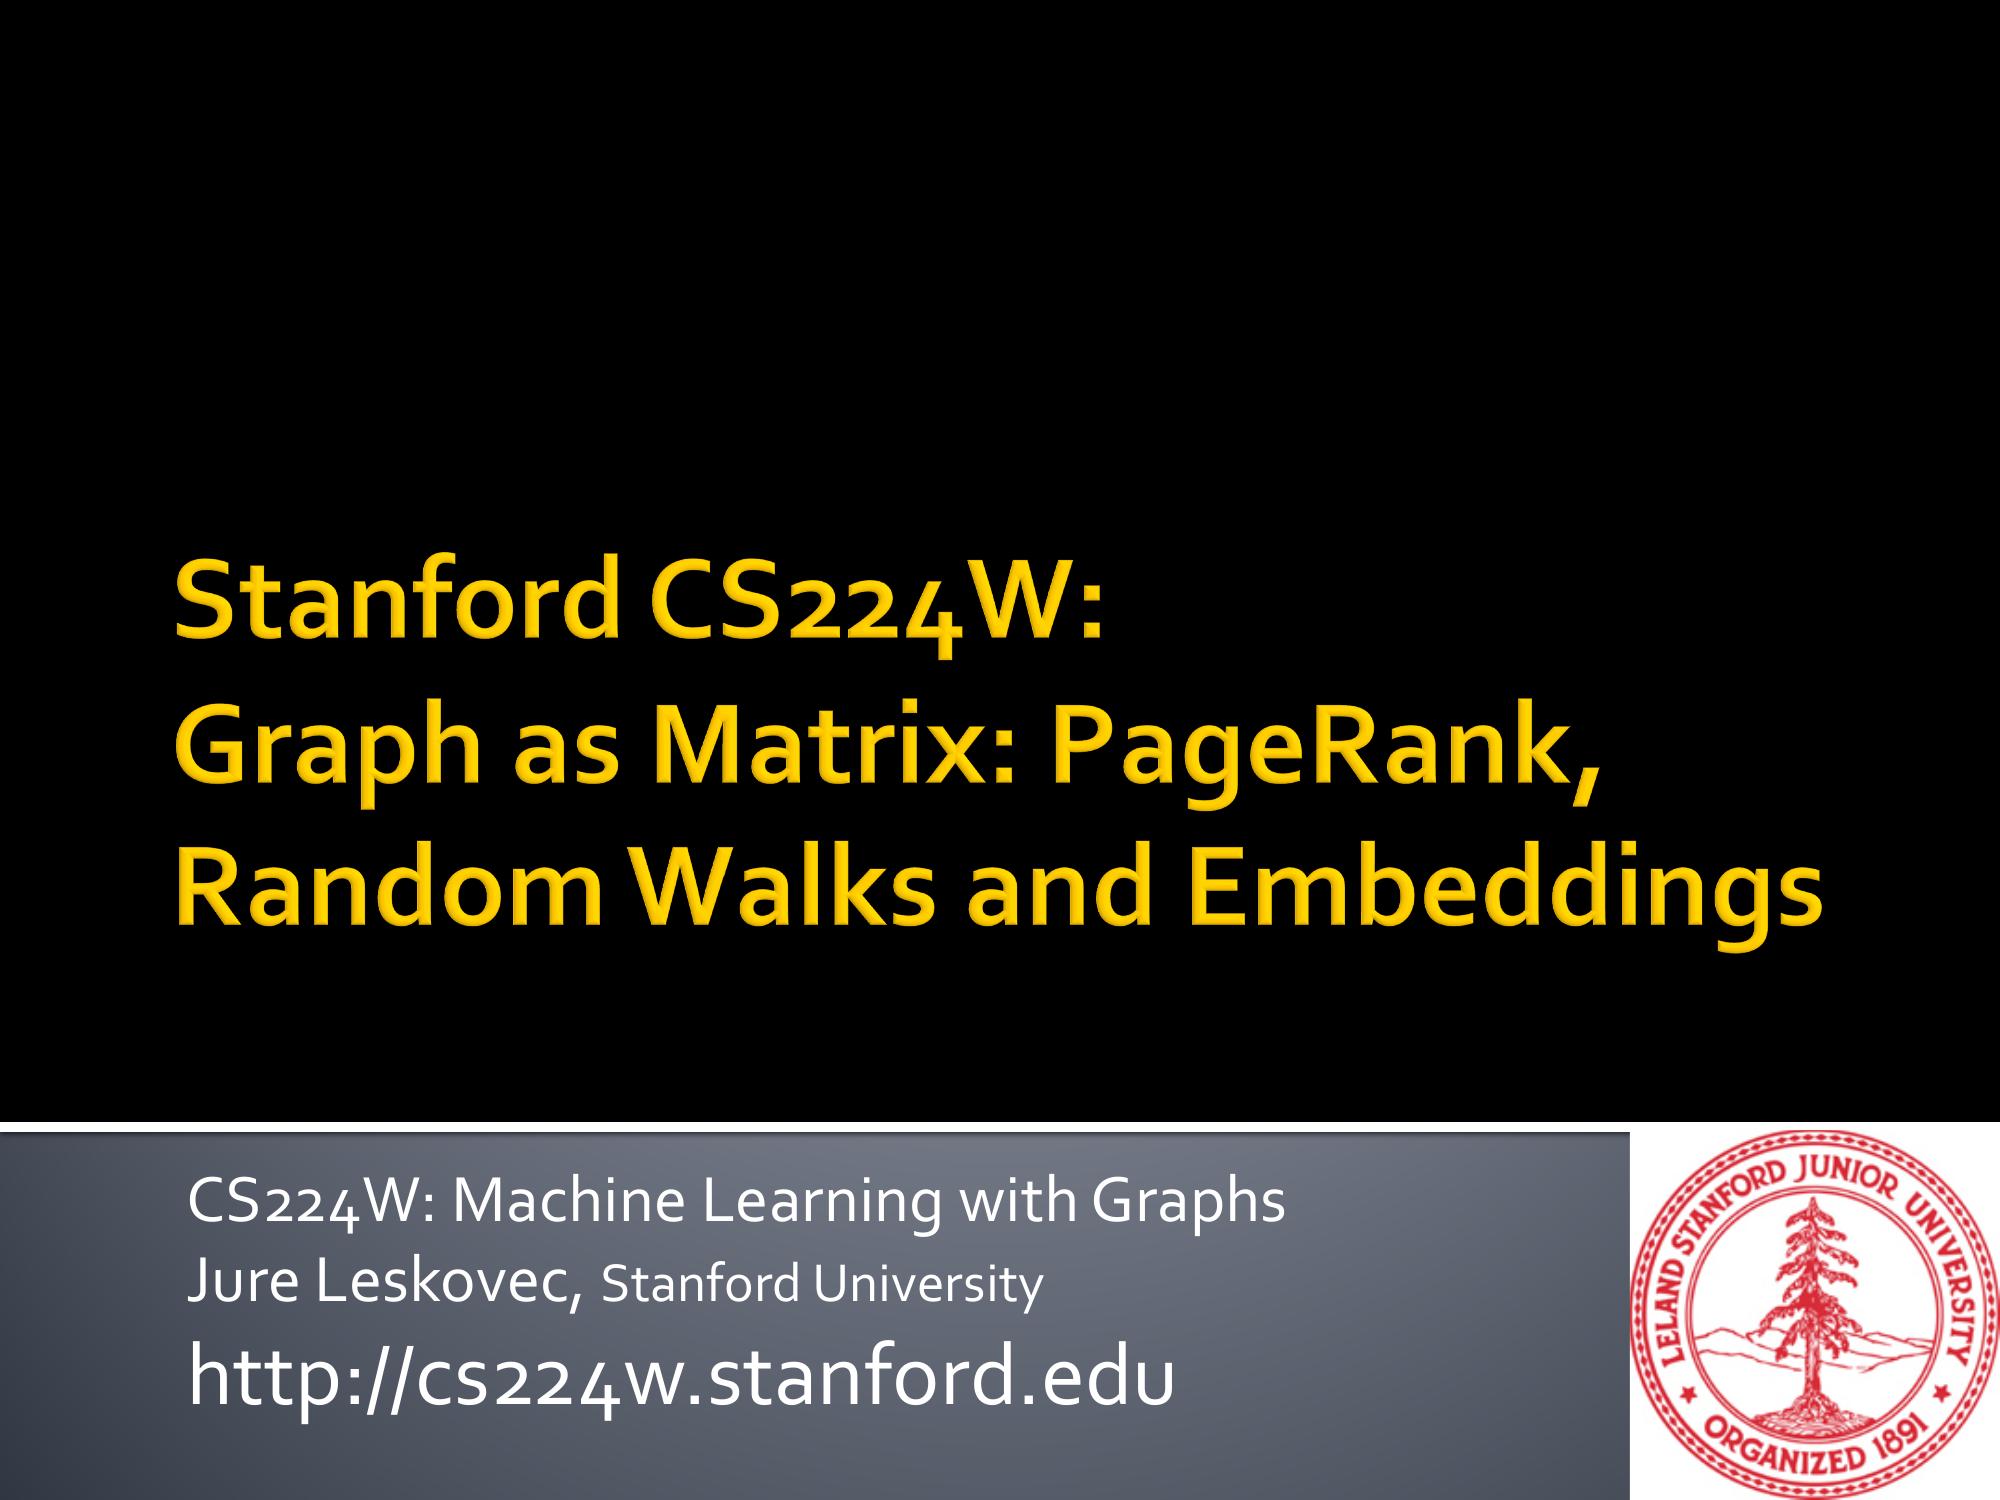 Stanford CS224W:
Graph as Matrix: PageRank,
Random Walks and Embeddings
CS224W: Machine Learning with Graphs
Jure Leskovec, Stanford University
http://cs224w.stanford.edu
LELAND STANFORD JUNIOR UNIVERSITY
ORGANIZED 1891